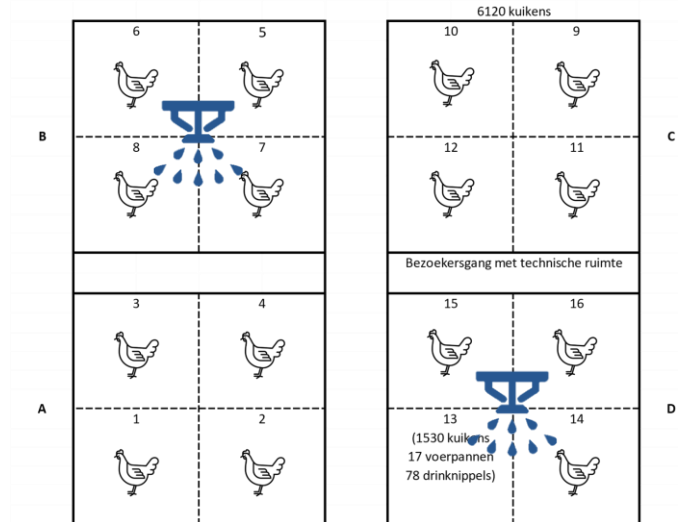 6120 kuikens
6 5 10 9
B C
8 7 12 11
Bezoekersgang met technische ruimte
3 4 15 16
A D
1 2 13 14
(1530 kuikens
17 voerpannen
78 drinknippels)